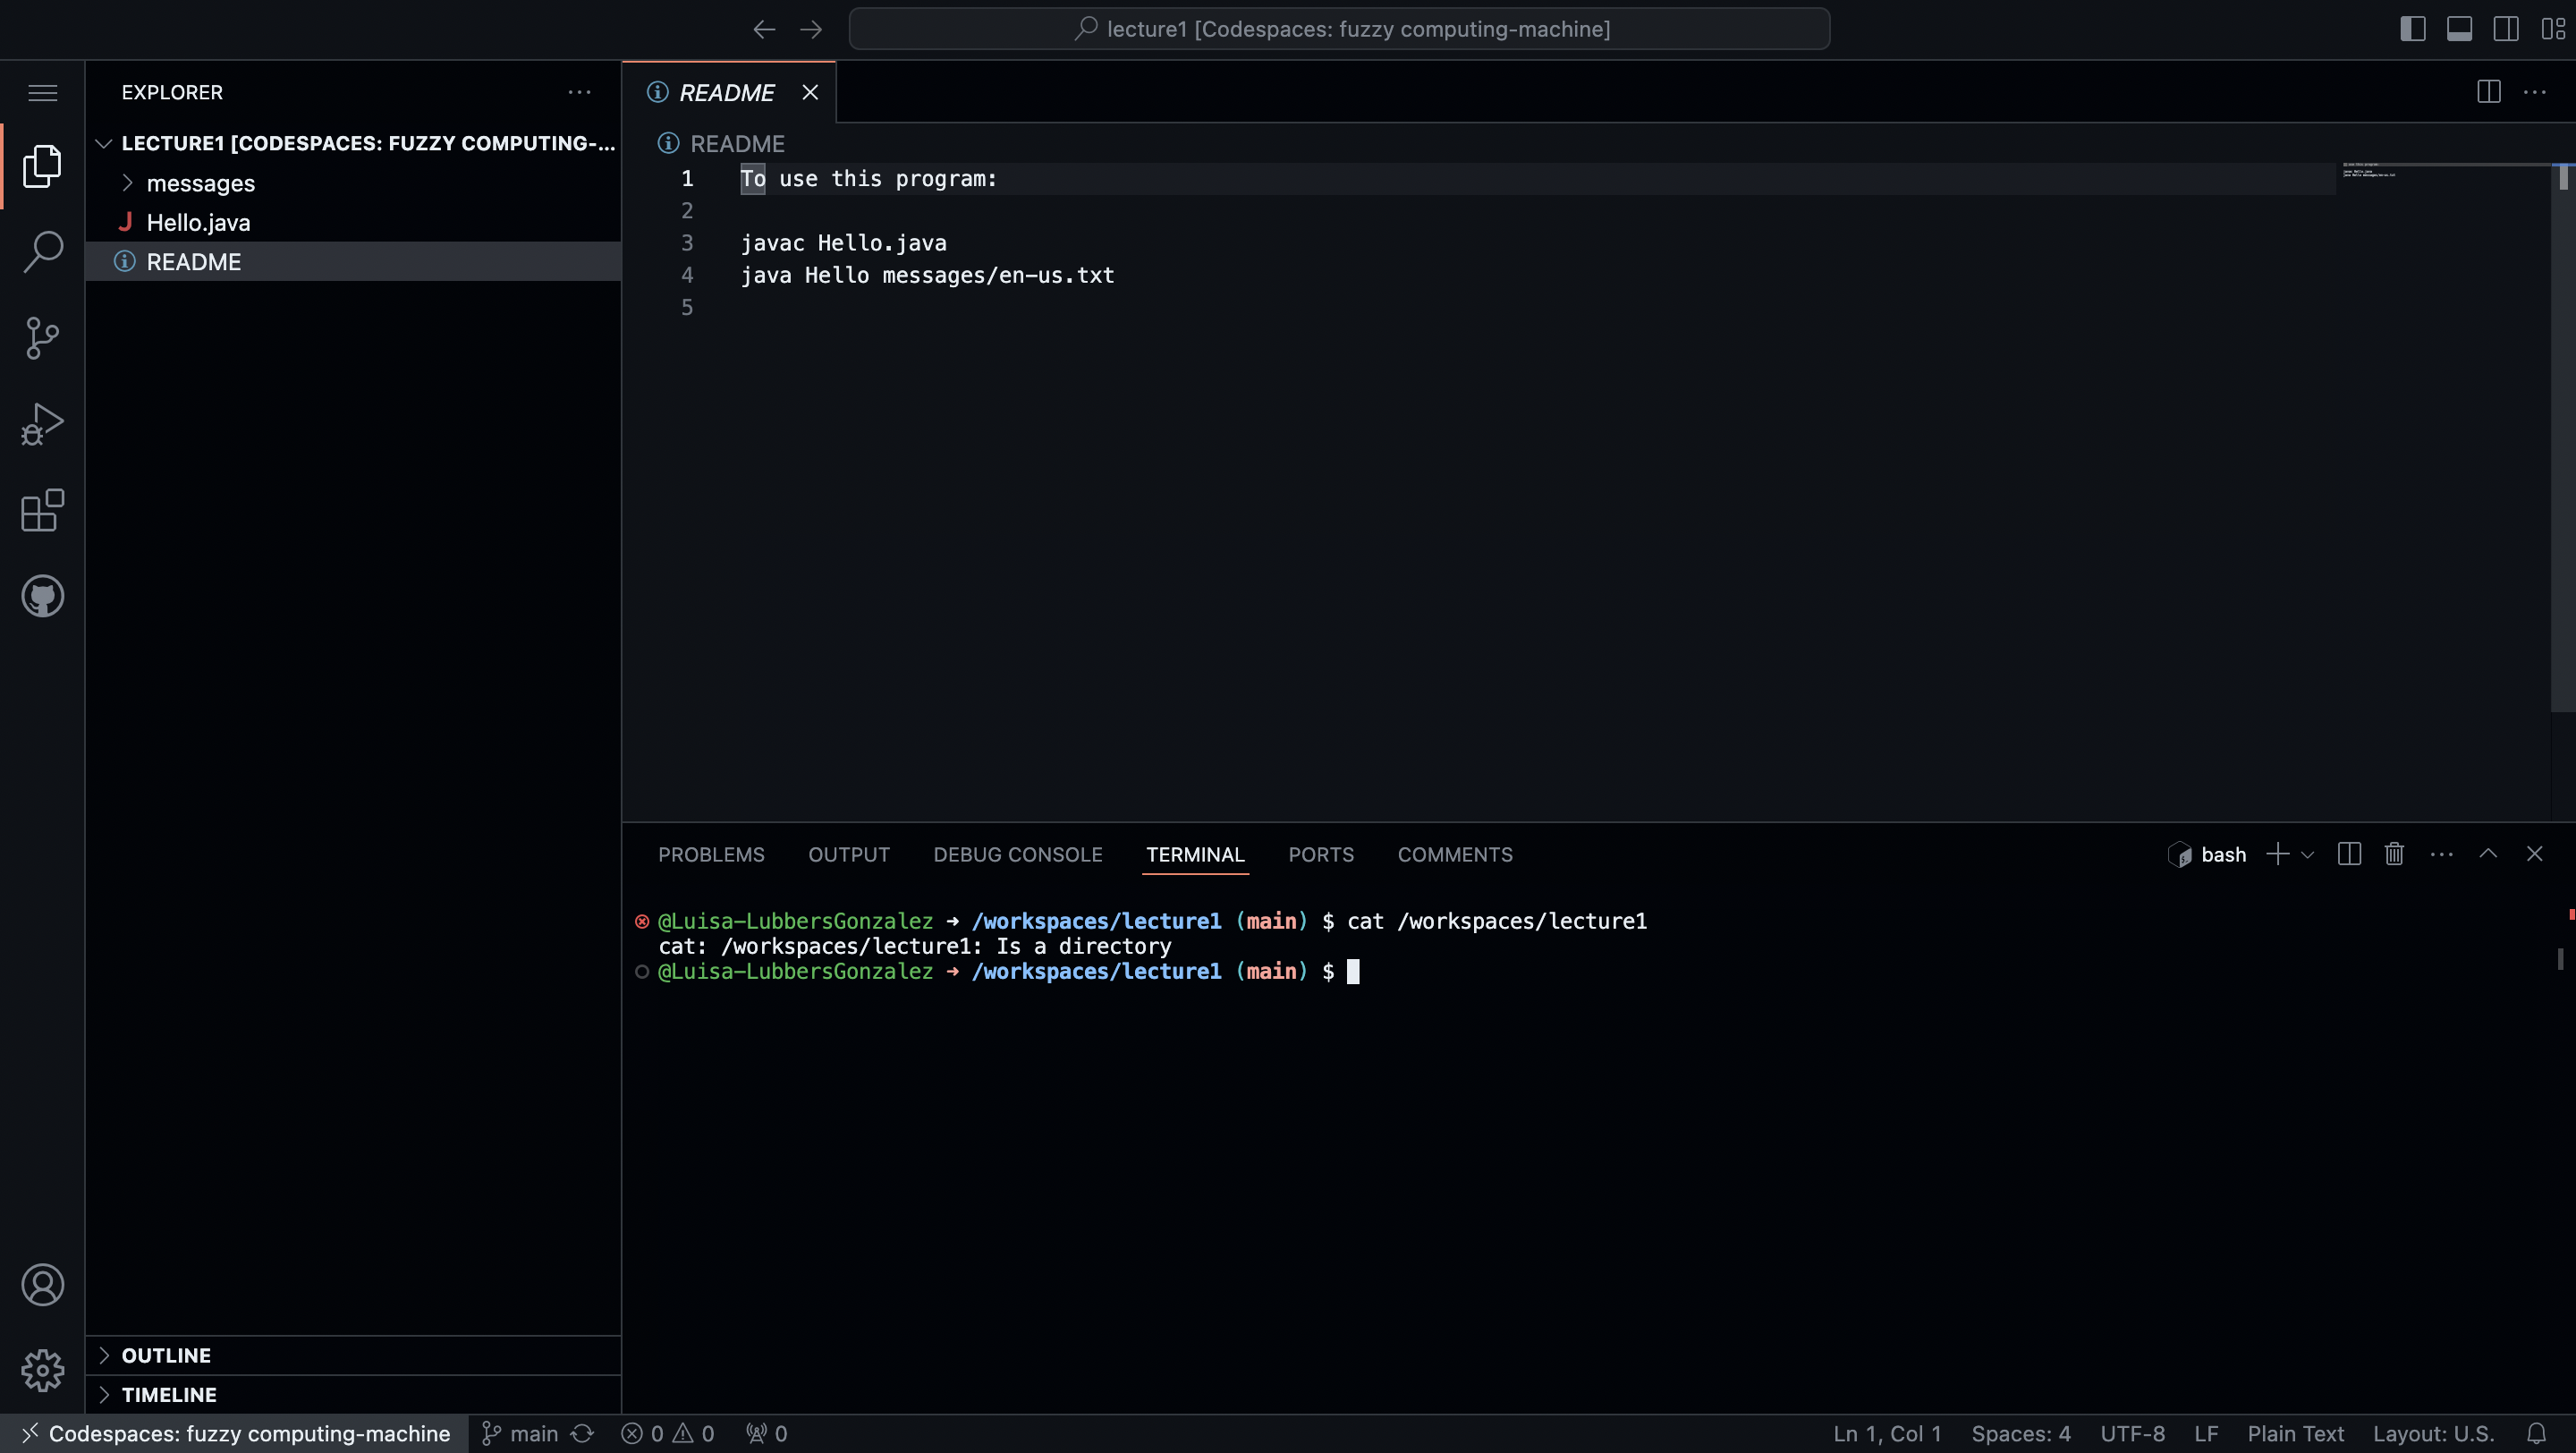 lecture1 [Codespaces: fuzzy computing-machine]
EXPLORER
LECTURE1 [CODESPACES: FUZZY COMPUTING-...
messages
J Hello.java
README
README
README
1 To use this program:
2
3 javac Hello.java
4 java Hello messages/en-us.txt
5
PROBLEMS OUTPUT DEBUG CONSOLE TERMINAL PORTS COMMENTS
bash
@Luisa-LubbersGonzalez ➜ /workspaces/lecture1 (main) $ cat /workspaces/lecture1
cat: /workspaces/lecture1: Is a directory
@Luisa-LubbersGonzalez ➜ /workspaces/lecture1 (main) $
OUTLINE
TIMELINE
Codespaces: fuzzy computing-machine main 0 0 0 Ln 1, Col 1 Spaces: 4 UTF-8 LF Plain Text Layout: U.S.